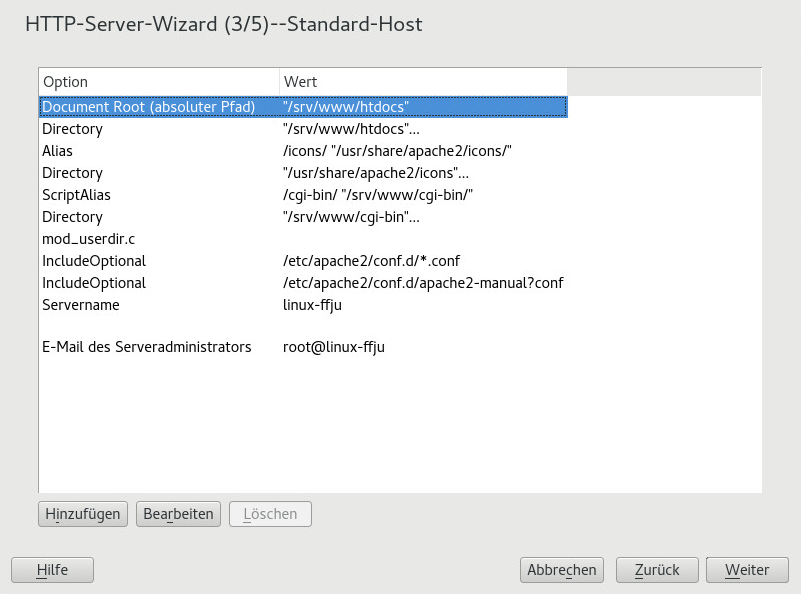 HTTP-Server-Wizard (3/5)--Standard-Host
Option Wert
Document Root (absoluter Pfad) "/srv/www/htdocs"
Directory "/srv/www/htdocs"...
Alias /icons/ "/usr/share/apache2/icons/"
Directory "/usr/share/apache2/icons"...
ScriptAlias /cgi-bin/ "/srv/www/cgi-bin/"
Directory "/srv/www/cgi-bin"...
mod_userdir.c
IncludeOptional /etc/apache2/conf.d/*.conf
IncludeOptional /etc/apache2/conf.d/apache2-manual?conf
Servername linux-ffju
E-Mail des Serveradministrators root@linux-ffju
Hinzufügen Bearbeiten Löschen
Hilfe Abbrechen Zurück Weiter